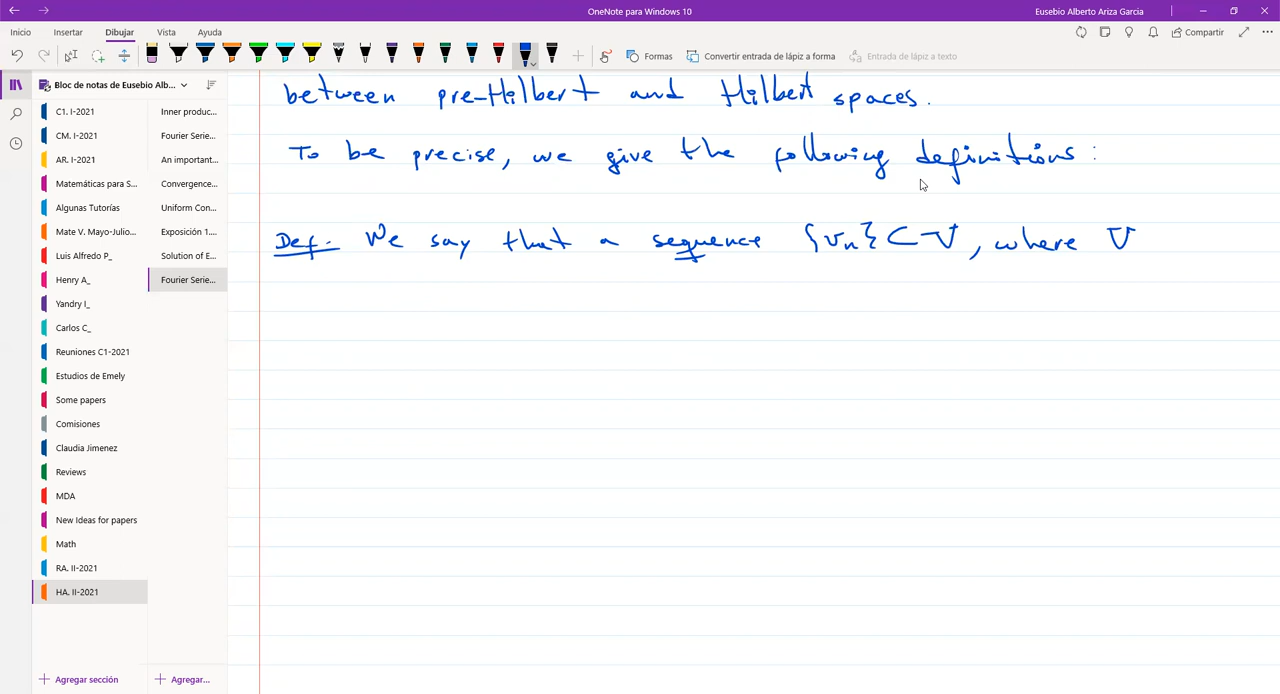 OneNote para Windows 10
Eusebio Alberto Ariza Garcia
Inicio Insertar Dibujar Vista Ayuda
Compartir
Formas Convertir entrada de lápiz a forma Entrada de lápiz a texto
Bloc de notas de Eusebio Alb...
C1. I-2021
CM. I-2021
AR. I-2021
Matemáticas para S...
Algunas Tutorías
Mate V. Mayo-Julio...
Luis Alfredo P_
Henry A_
Yandry I_
Carlos C_
Reuniones C1-2021
Estudios de Emely
Some papers
Comisiones
Claudia Jimenez
Reviews
MDA
New Ideas for papers
Math
RA. II-2021
HA. II-2021
Agregar sección
Inner produc...
Fourier Serie...
An important...
Convergence...
Uniform Con...
Exposición 1...
Solution of E...
Fourier Serie...
Agregar...
between pre-Hilbert and Hilbert spaces.
To be precise, we give the following definitions:
Def. We say that a sequence {vn} ⊂ V, where V